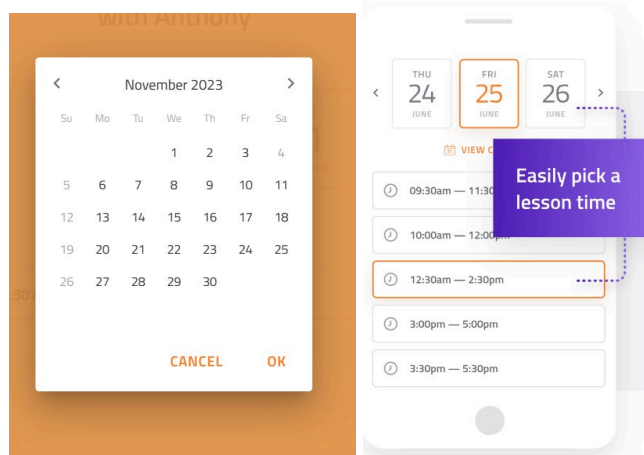 with Anthony
November 2023
Su Mo Tu We Th Fr Sa
1 2 3 4
5 6 7 8 9 10 11
12 13 14 15 16 17 18
19 20 21 22 23 24 25
26 27 28 29 30
CANCEL OK
THU FRI SAT
24 25 26
JUNE JUNE JUNE
VIEW
Easily pick a
lesson time
09:30am — 11:30
10:00am — 12:00pm
12:30am — 2:30pm
3:00pm — 5:00pm
3:30pm — 5:30pm